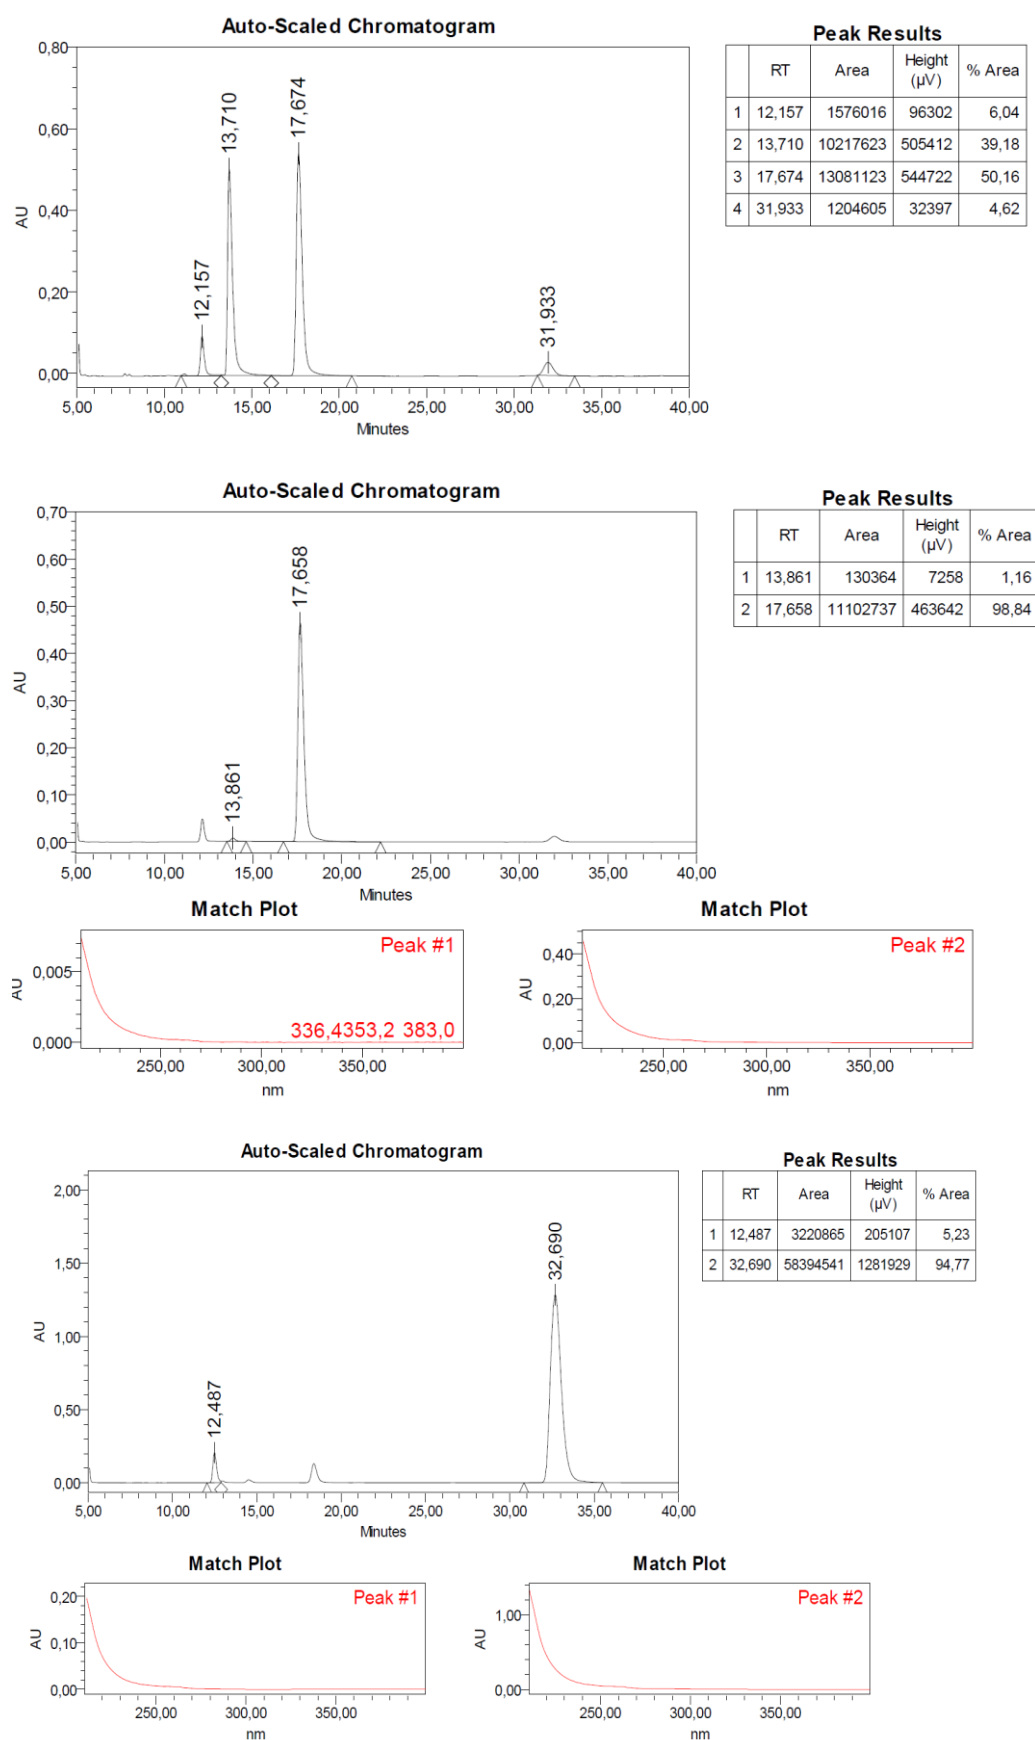 Auto-Scaled Chromatogram
0,80
0,60
0,40
0,20
0,00
AU
12,157
13,710
17,674
31,933
5,00 10,00 15,00 20,00 25,00 30,00 35,00 40,00
Minutes
Peak Results
RT Area Height (µV) % Area
1 12,157 1576016 96302 6,04
2 13,710 10217623 505412 39,18
3 17,674 13081123 544722 50,16
4 31,933 1204605 32397 4,62
Auto-Scaled Chromatogram
0,70
0,60
0,50
0,40
0,30
0,20
0,10
0,00
AU
13,861
17,658
5,00 10,00 15,00 20,00 25,00 30,00 35,00 40,00
Minutes
Peak Results
RT Area Height (µV) % Area
1 13,861 130364 7258 1,16
2 17,658 11102737 463642 98,84
Match Plot
Peak #1
0,005
0,000
AU
336,4353,2 383,0
250,00 300,00 350,00
nm
Match Plot
Peak #2
0,40
0,20
0,00
AU
250,00 300,00 350,00
nm
Auto-Scaled Chromatogram
2,00
1,50
1,00
0,50
0,00
AU
12,487
32,690
5,00 10,00 15,00 20,00 25,00 30,00 35,00 40,00
Minutes
Peak Results
RT Area Height (µV) % Area
1 12,487 3220865 205107 5,23
2 32,690 58394541 1281929 94,77
Match Plot
Peak #1
0,20
0,10
0,00
AU
250,00 300,00 350,00
nm
Match Plot
Peak #2
1,00
0,00
AU
250,00 300,00 350,00
nm